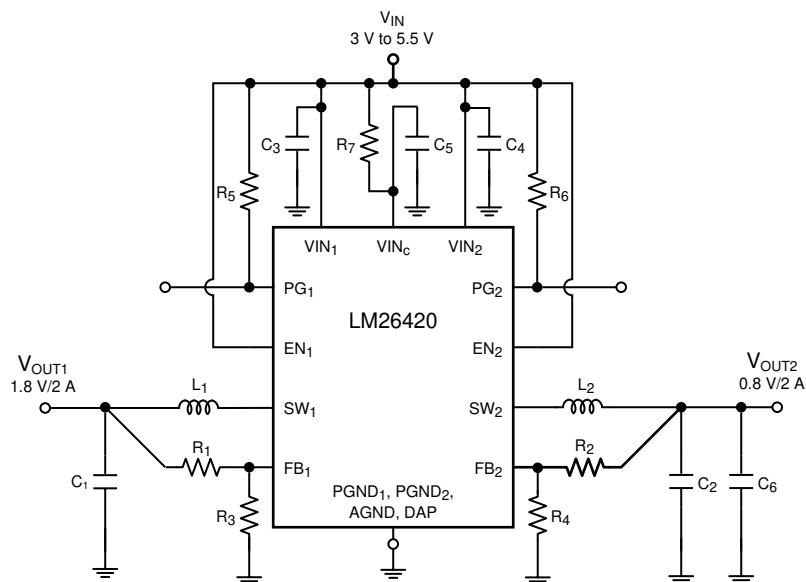 V_IN
3 V to 5.5 V
C3
R7
C5
C4
R5
R6
VIN1
VINc
VIN2
PG1
PG2
LM26420
EN1
EN2
VOUT1
1.8 V/2 A
L1
SW1
SW2
L2
VOUT2
0.8 V/2 A
R1
FB1
FB2
R2
C1
R3
PGND1, PGND2,
AGND, DAP
R4
C2
C6